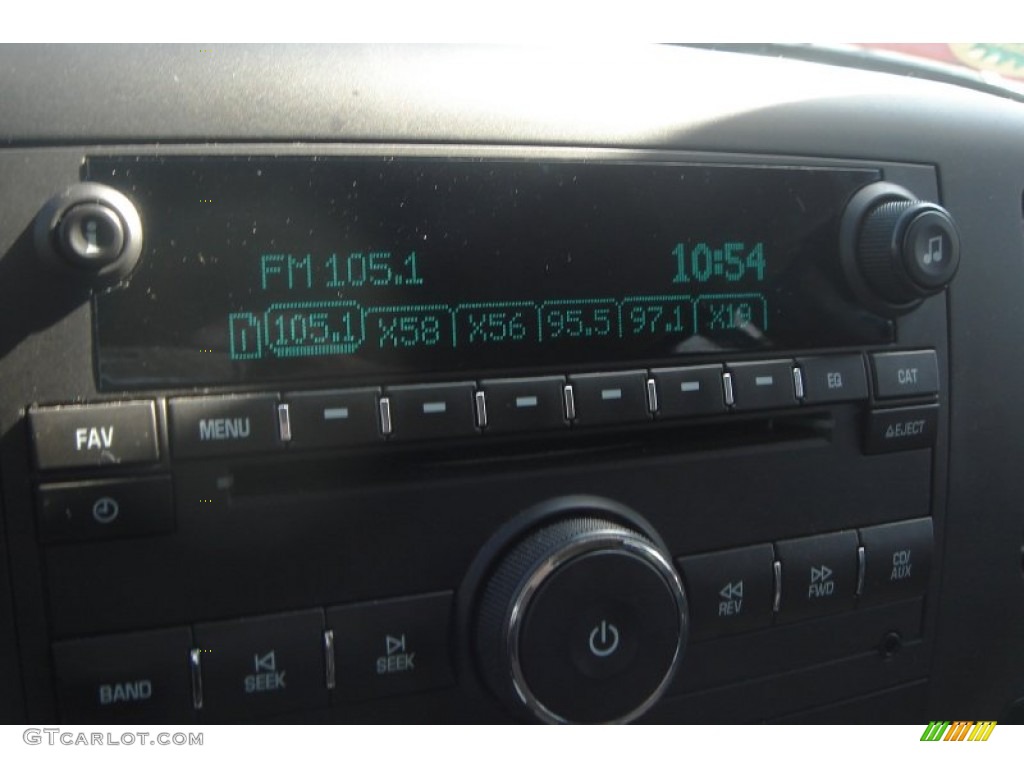 FM 105.1 10:54
105.1 X58 X56 95.5 97.1 X18
EQ CAT
FAV MENU
EJECT
REV FWD CD/
AUX
BAND SEEK SEEK
GTCARLOT.COM